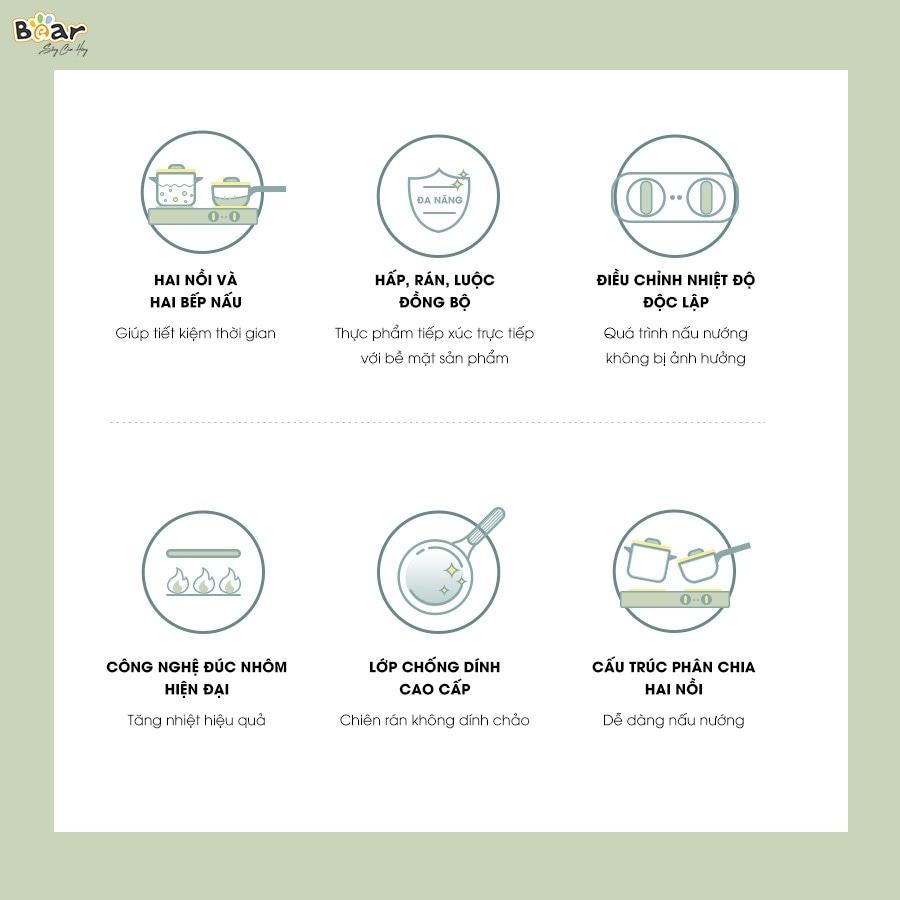 Bear
Sống Cân Hứng
ĐA NĂNG
HAI NỒI VÀ
HAI BẾP NẤU
Giúp tiết kiệm thời gian
HẤP, RÁN, LUỘC
ĐỒNG BỘ
Thực phẩm tiếp xúc trực tiếp
với bề mặt sản phẩm
ĐIỀU CHỈNH NHIỆT ĐỘ
ĐỘC LẬP
Quá trình nấu nướng
không bị ảnh hưởng
CÔNG NGHỆ ĐÚC NHÔM
HIỆN ĐẠI
Tăng nhiệt hiệu quả
LỚP CHỐNG DÍNH
CAO CẤP
Chiên rán không dính chảo
CẤU TRÚC PHÂN CHIA
HAI NỒI
Dễ dàng nấu nướng